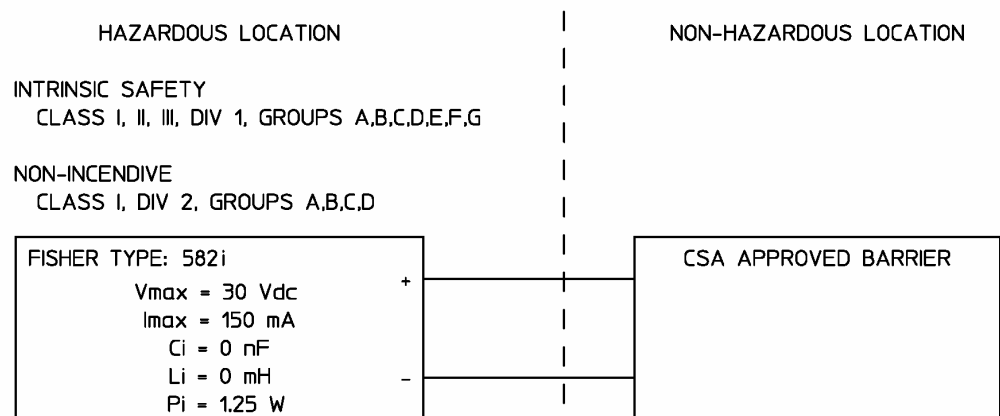 HAZARDOUS LOCATION
NON-HAZARDOUS LOCATION
INTRINSIC SAFETY
CLASS I, II, III, DIV 1, GROUPS A,B,C,D,E,F,G
NON-INCENDIVE
CLASS I, DIV 2, GROUPS A,B,C,D
FISHER TYPE: 582i
Vmax = 30 Vdc
Imax = 150 mA
Ci = 0 nF
Li = 0 mH
Pi = 1.25 W
+
-
CSA APPROVED BARRIER